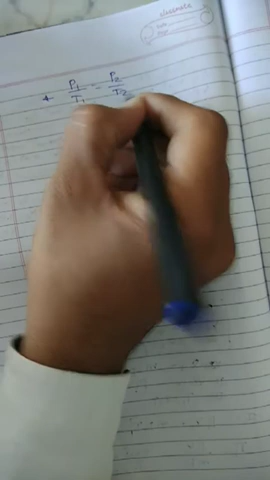 + P₁/T₁ = P₂/T₂